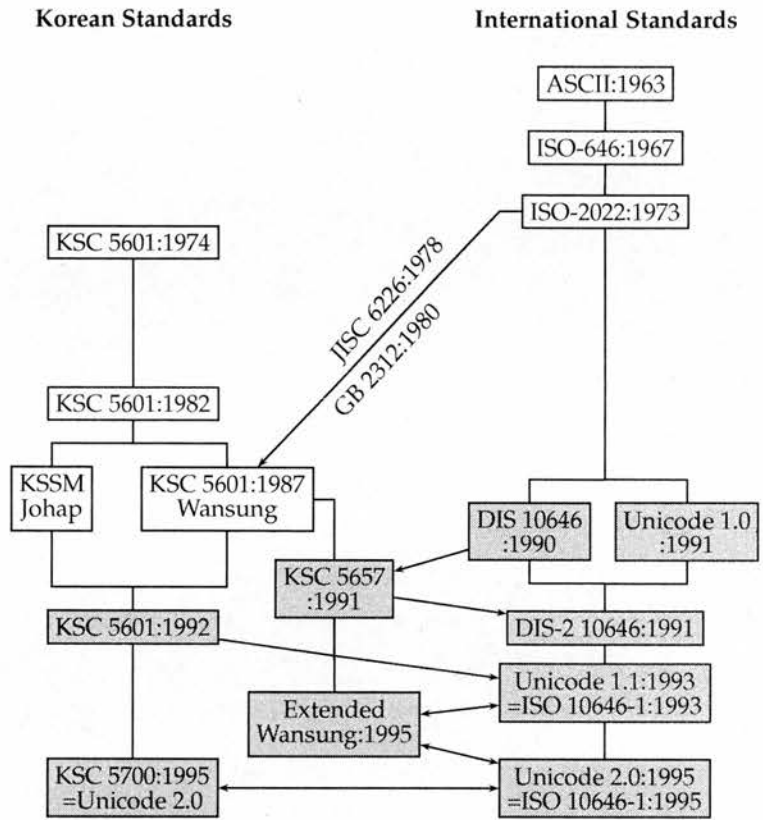 Korean Standards
International Standards
ASCII:1963
ISO-646:1967
ISO-2022:1973
KSC 5601:1974
JISC 6226:1978
GB 2312:1980
KSC 5601:1982
KSSM
Johap
KSC 5601:1987
Wansung
DIS 10646
:1990
Unicode 1.0
:1991
KSC 5657
:1991
KSC 5601:1992
DIS-2 10646:1991
Unicode 1.1:1993
=ISO 10646-1:1993
Extended
Wansung:1995
KSC 5700:1995
=Unicode 2.0
Unicode 2.0:1995
=ISO 10646-1:1995